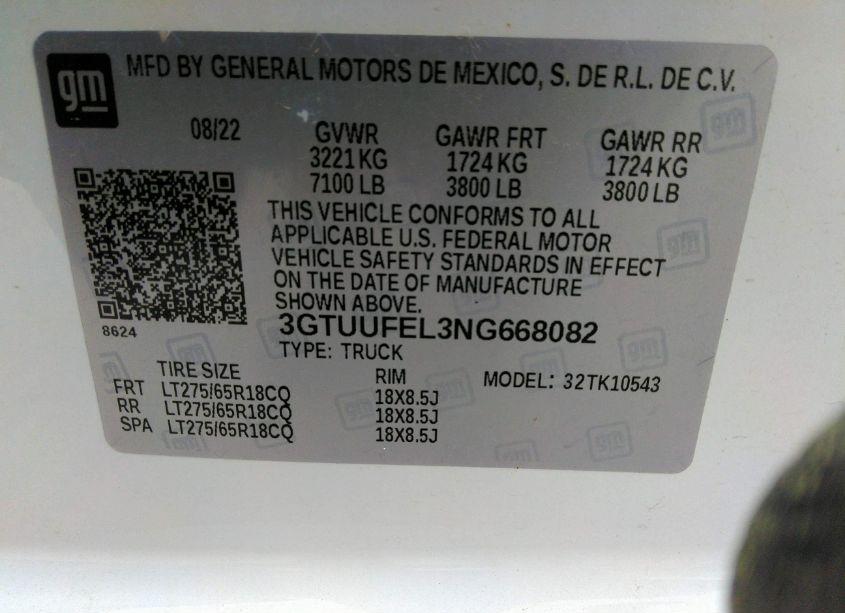 gm
MFD BY GENERAL MOTORS DE MEXICO, S. DE R.L. DE C.V.
08/22 GVWR GAWR FRT GAWR RR
3221 KG 1724 KG 1724 KG
7100 LB 3800 LB 3800 LB
THIS VEHICLE CONFORMS TO ALL
APPLICABLE U.S. FEDERAL MOTOR
VEHICLE SAFETY STANDARDS IN EFFECT
ON THE DATE OF MANUFACTURE
SHOWN ABOVE.
8624
3GTUUFEL3NG668082
TYPE: TRUCK
TIRE SIZE RIM MODEL: 32TK10543
FRT LT275/65R18CQ 18X8.5J
RR LT275/65R18CQ 18X8.5J
SPA LT275/65R18CQ 18X8.5J